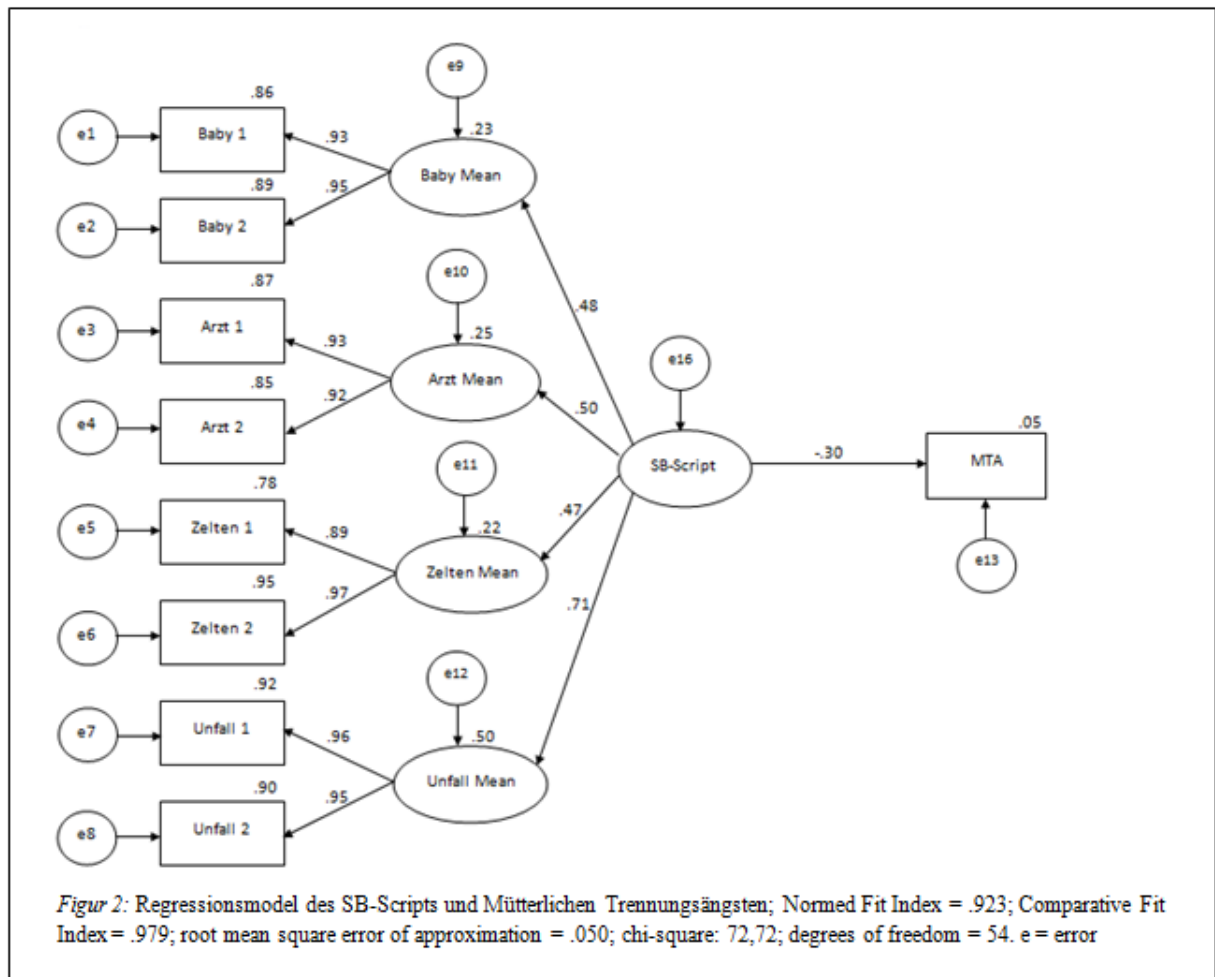 e9
.86
.23
e1
Baby 1
.93
Baby Mean
.89
.95
e2
Baby 2
.48
e10
.87
.25
e3
Arzt 1
.93
Arzt Mean
e16
.85
.92
.50
e4
Arzt 2
.05
SB-Script
-.30
MTA
e11
.78
.47
.22
e5
Zelten 1
.89
Zelten Mean
e13
.95
.97
.71
e6
Zelten 2
e12
.92
.50
e7
Unfall 1
.96
Unfall Mean
.90
.95
e8
Unfall 2
Figur 2: Regressionsmodel des SB-Scripts und Mütterlichen Trennungsängsten; Normed Fit Index = .923; Comparative Fit
Index = .979; root mean square error of approximation = .050; chi-square: 72,72; degrees of freedom = 54. e = error